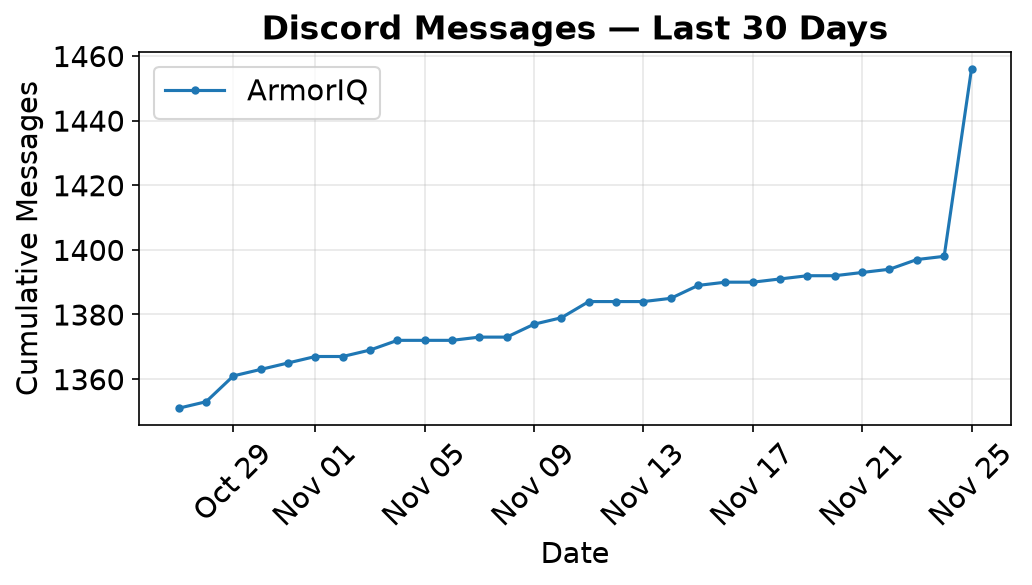 Discord Messages — Last 30 Days
ArmorIQ
Cumulative Messages
1460
1440
1420
1400
1380
1360
Oct 29
Nov 01
Nov 05
Nov 09
Nov 13
Nov 17
Nov 21
Nov 25
Date